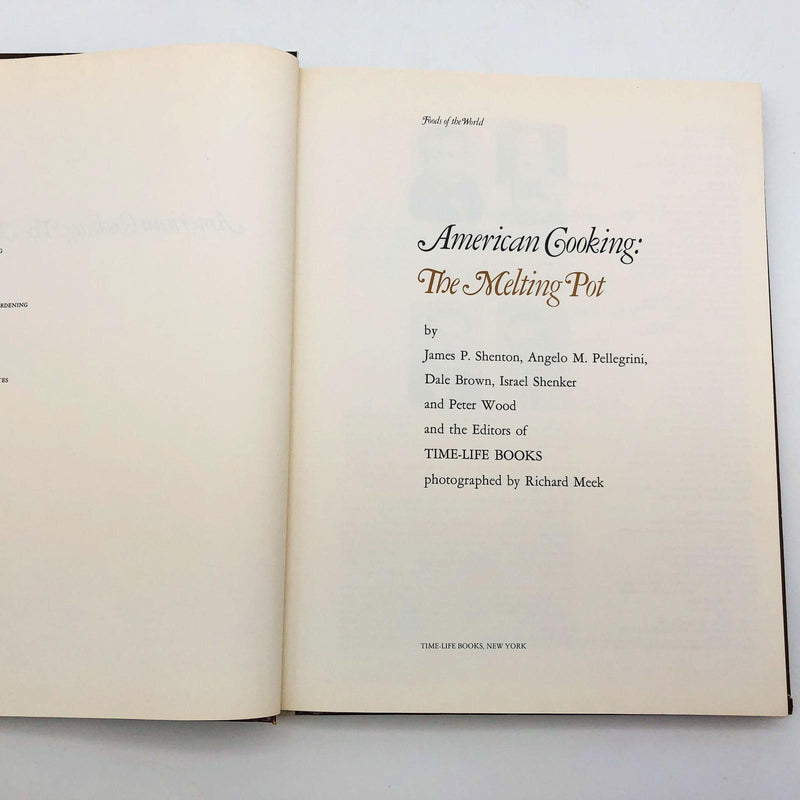 RDENING
Foods of the World
American Cooking:
The Melting Pot
by
James P. Shenton, Angelo M. Pellegrini,
Dale Brown, Israel Shenker
and Peter Wood
and the Editors of
TIME-LIFE BOOKS
photographed by Richard Meek
TIME-LIFE BOOKS, NEW YORK